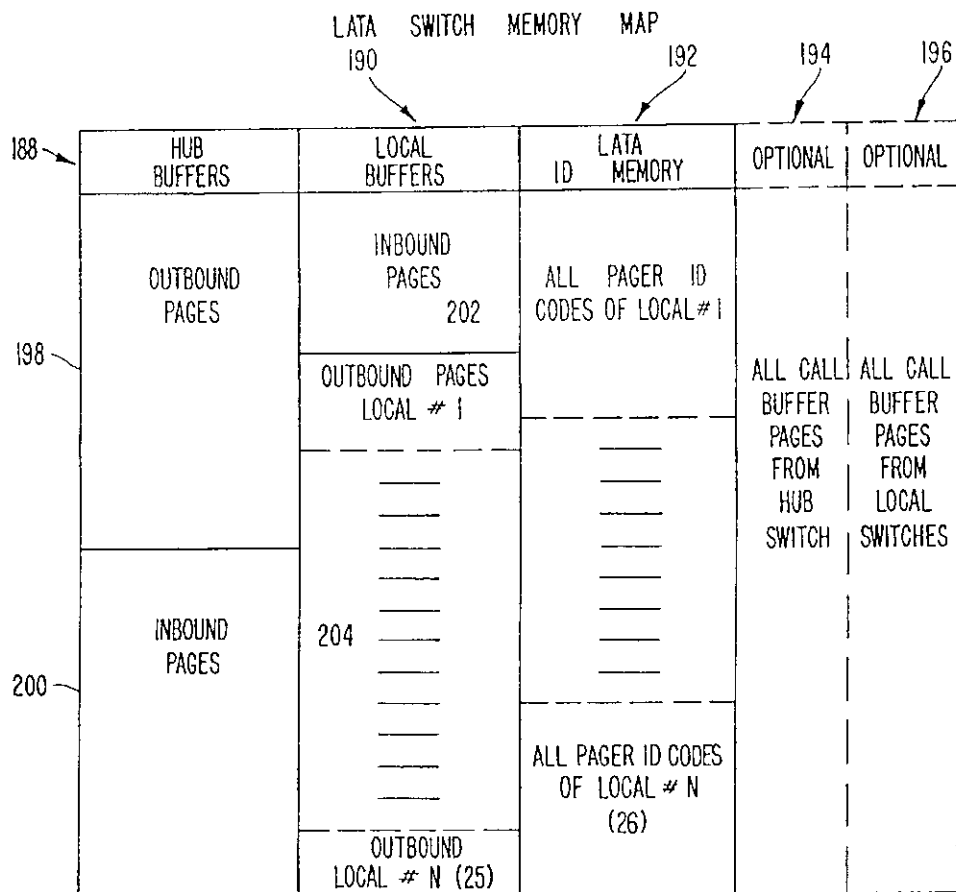 LATA SWITCH MEMORY MAP
190
192
194
196
188
HUB
BUFFERS
LOCAL
BUFFERS
LATA
ID MEMORY
OPTIONAL
OPTIONAL
OUTBOUND
PAGES
198
INBOUND
PAGES
200
INBOUND
PAGES
202
OUTBOUND PAGES
LOCAL # 1
204
OUTBOUND
LOCAL # N (25)
ALL PAGER ID
CODES OF LOCAL # 1
ALL PAGER ID CODES
OF LOCAL # N
(26)
ALL CALL
BUFFER
PAGES
FROM
HUB
SWITCH
ALL CALL
BUFFER
PAGES
FROM
LOCAL
SWITCHES